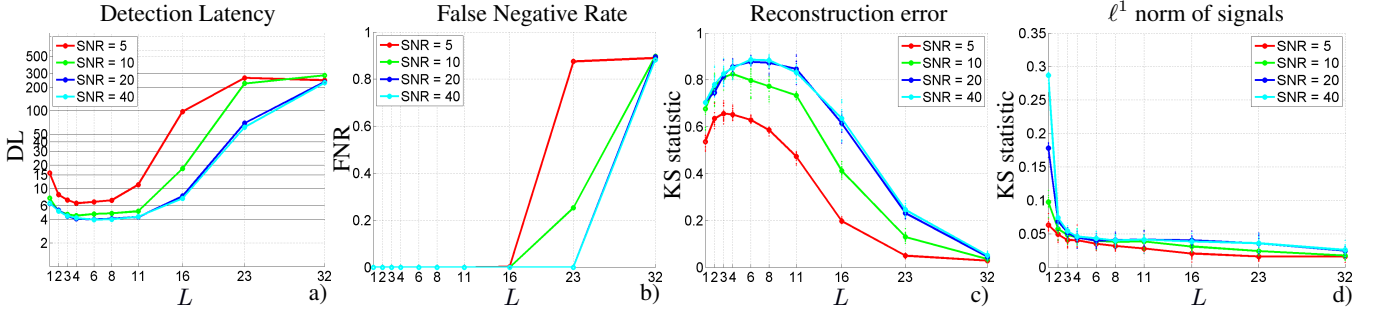 Detection Latency
DL
500
300
200
100
50
40
30
20
15
10
6
4
2
SNR = 5
SNR = 10
SNR = 20
SNR = 40
1 2 3 4 6 8 11 16 23 32
L
a)
False Negative Rate
FNR
1
0.8
0.6
0.4
0.2
0
SNR = 5
SNR = 10
SNR = 20
SNR = 40
1 2 3 4 6 8 11 16 23 32
L
b)
Reconstruction error
KS statistic
1
0.8
0.6
0.4
0.2
0
SNR = 5
SNR = 10
SNR = 20
SNR = 40
1 2 3 4 6 8 11 16 23 32
L
c)
ℓ¹ norm of signals
KS statistic
0.35
0.3
0.25
0.2
0.15
0.1
0.05
0
SNR = 5
SNR = 10
SNR = 20
SNR = 40
1 2 3 4 6 8 11 16 23 32
L
d)